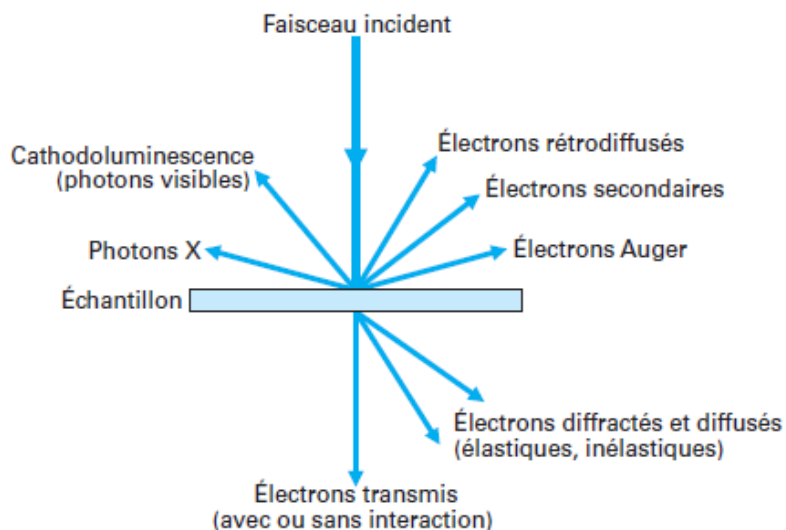 Faisceau incident
Cathodoluminescence
(photons visibles)
Électrons rétrodiffusés
Électrons secondaires
Photons X
Électrons Auger
Échantillon
Électrons diffractés et diffusés
(élastiques, inélastiques)
Électrons transmis
(avec ou sans interaction)